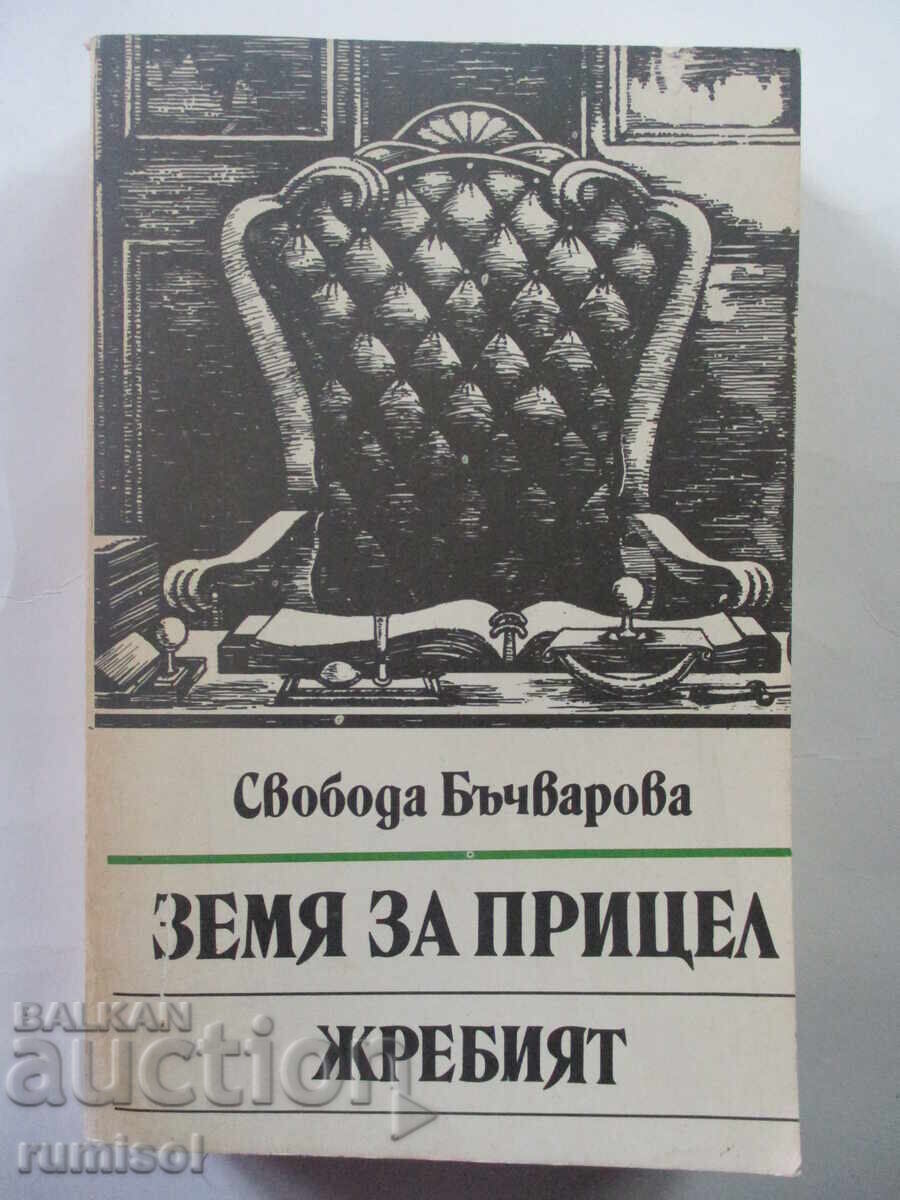 Свобода Бъчварова
ЗЕМЯ ЗА ПРИЦЕЛ
ЖРЕБИЯТ
BALKAN
auction
rumisol